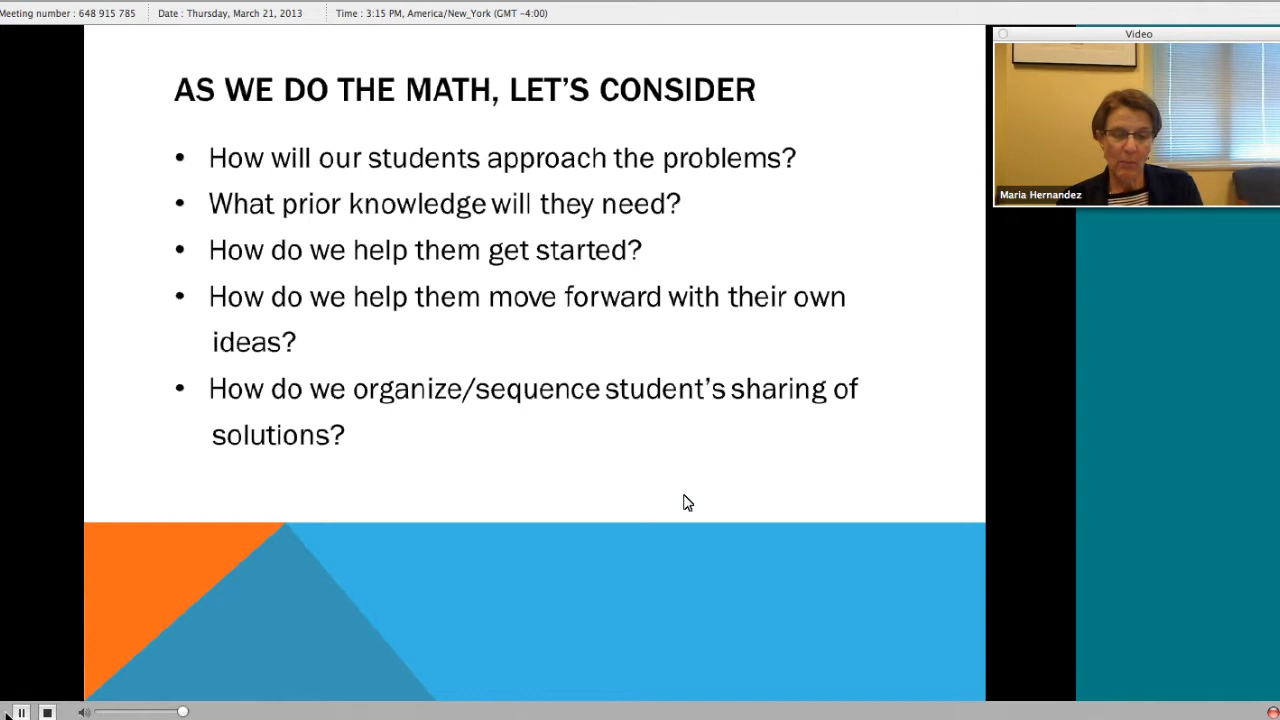 Meeting number : 648 915 785 Date : Thursday, March 21, 2013 Time : 3:15 PM, America/New_York (GMT -4:00)
Video
AS WE DO THE MATH, LET'S CONSIDER
• How will our students approach the problems?
Maria Hernandez
• What prior knowledge will they need?
• How do we help them get started?
• How do we help them move forward with their own
ideas?
• How do we organize/sequence student's sharing of
solutions?